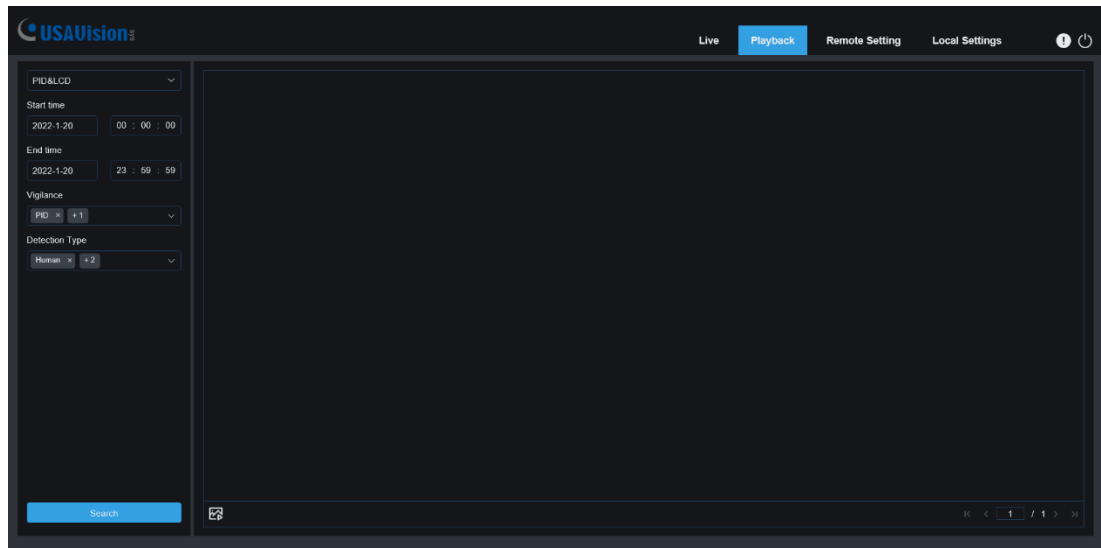 USAVision SYS
Live Playback Remote Setting Local Settings
PID&LCD
Start time
2022-1-20 00 : 00 : 00
End time
2022-1-20 23 : 59 : 59
Vigilance
PID × +1
Detection Type
Human × +2
Search
1 / 1